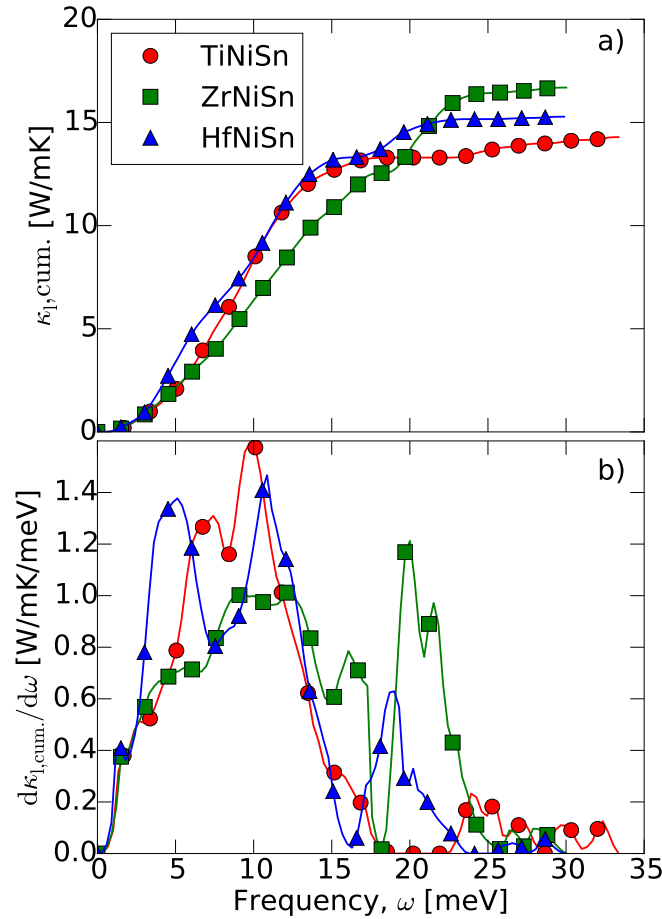 20
15
10
5
0
κl,cum. [W/mK]
TiNiSn
ZrNiSn
HfNiSn
a)
1.4
1.2
1.0
0.8
0.6
0.4
0.2
0.0
dκl,cum./dω [W/mK/meV]
b)
0 5 10 15 20 25 30 35
Frequency, ω [meV]